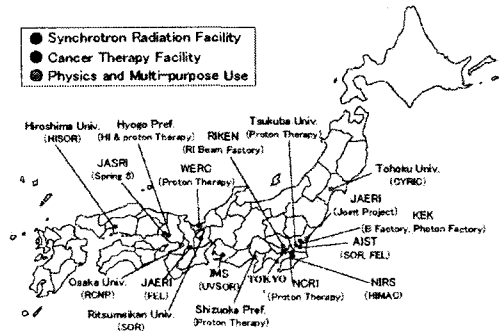 Synchrotron Radiation Facility
Cancer Therapy Facility
Physics and Multi-purpose Use
Hiroshima Univ.
(HISOR)
Hyogo Pref.
(HI & proton Therapy)
Tsukuba Univ.
(Proton Therapy)
RIKEN
(RI Beam Factory)
JASRI
(Spring 8)
WERC
(Proton Therapy)
Tohoku Univ.
(CYRIC)
JAERI
(Joint Project)
KEK
(B Factory, Photon Factory)
AIST
(SOR, FEL)
Osaka Univ.
(RCNP)
JAERI
(FEL)
IMS
(UVSOR)
TOKYO
NCRI
(Proton Therapy)
NIRS
(HIMAC)
Ritsumeikan Univ.
(SOR)
Shizuoka Pref.
(Proton Therapy)